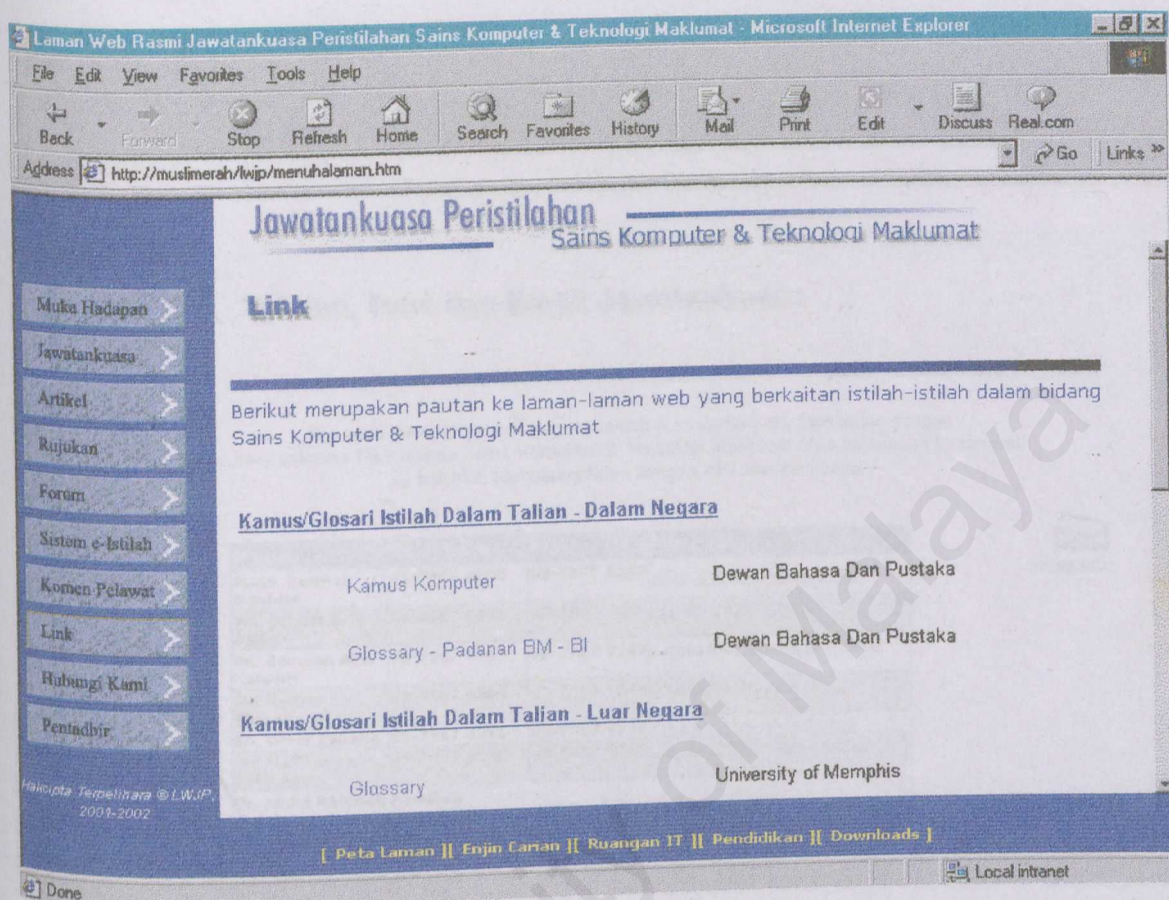 Laman Web Rasmi Jawatankuasa Peristilahan Sains Komputer & Teknologi Maklumat - Microsoft Internet Explorer
File Edit View Favorites Tools Help
Back Forward Stop Refresh Home Search Favorites History Mail Print Edit Discuss Real.com
Address http://muslimerah/lwjp/menuhalaman.htm Go Links »
Jawatankuasa Peristilahan
Sains Komputer & Teknologi Maklumat
Muka Hadapan
Jawatankuasa
Artikel
Rujukan
Forum
Sistem e-Istilah
Komen Pelawat
Link
Hubungi Kami
Pentadbir
Hakcipta Terpelihara © LWJP,
2001-2002
Link
Berikut merupakan pautan ke laman-laman web yang berkaitan istilah-istilah dalam bidang
Sains Komputer & Teknologi Maklumat
Kamus/Glosari Istilah Dalam Talian - Dalam Negara
Kamus Komputer Dewan Bahasa Dan Pustaka
Glossary - Padanan BM - BI Dewan Bahasa Dan Pustaka
Kamus/Glosari Istilah Dalam Talian - Luar Negara
Glossary University of Memphis
[ Peta Laman ][ Enjin Carian ][ Ruangan IT ][ Pendidikan ][ Downloads ]
Done Local intranet
of Malaya